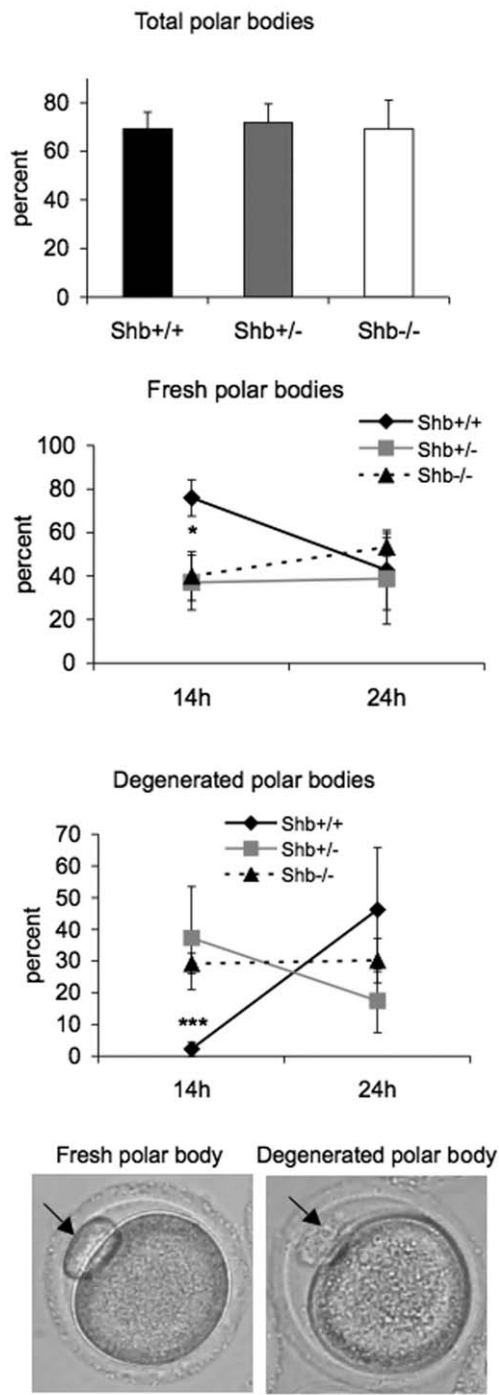 Total polar bodies
80
60
40
20
0
percent
Shb+/+ Shb+/- Shb-/-
Fresh polar bodies
Shb+/+
Shb+/-
Shb-/-
100
80
60
40
20
0
percent
*
14h 24h
Degenerated polar bodies
Shb+/+
Shb+/-
Shb-/-
70
60
50
40
30
20
10
0
percent
***
14h 24h
Fresh polar body Degenerated polar body